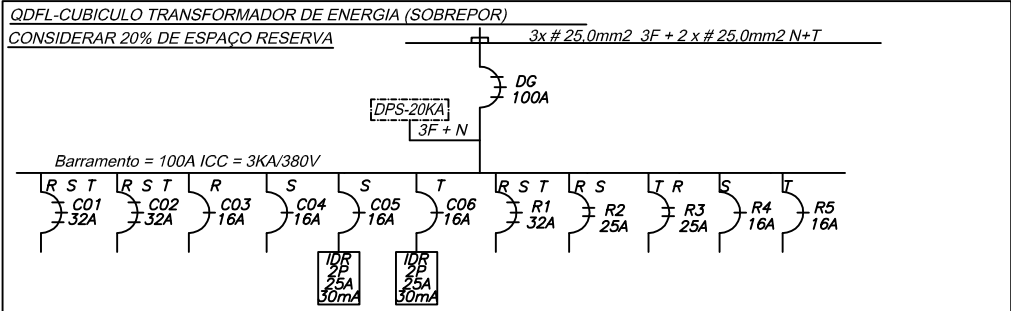 QDFL-CUBICULO TRANSFORMADOR DE ENERGIA (SOBREPOR)
CONSIDERAR 20% DE ESPAÇO RESERVA
3x # 25,0mm2 3F + 2 x # 25,0mm2 N+T
DG
100A
DPS-20KA
3F + N
Barramento = 100A ICC = 3KA/380V
R S T
C01
32A
R S T
C02
32A
R
C03
16A
S
C04
16A
S
C05
16A
T
C06
16A
R S T
R1
32A
R S
R2
25A
T R
R3
25A
S
R4
16A
T
R5
16A
IDR
2P
25A
30mA
IDR
2P
25A
30mA